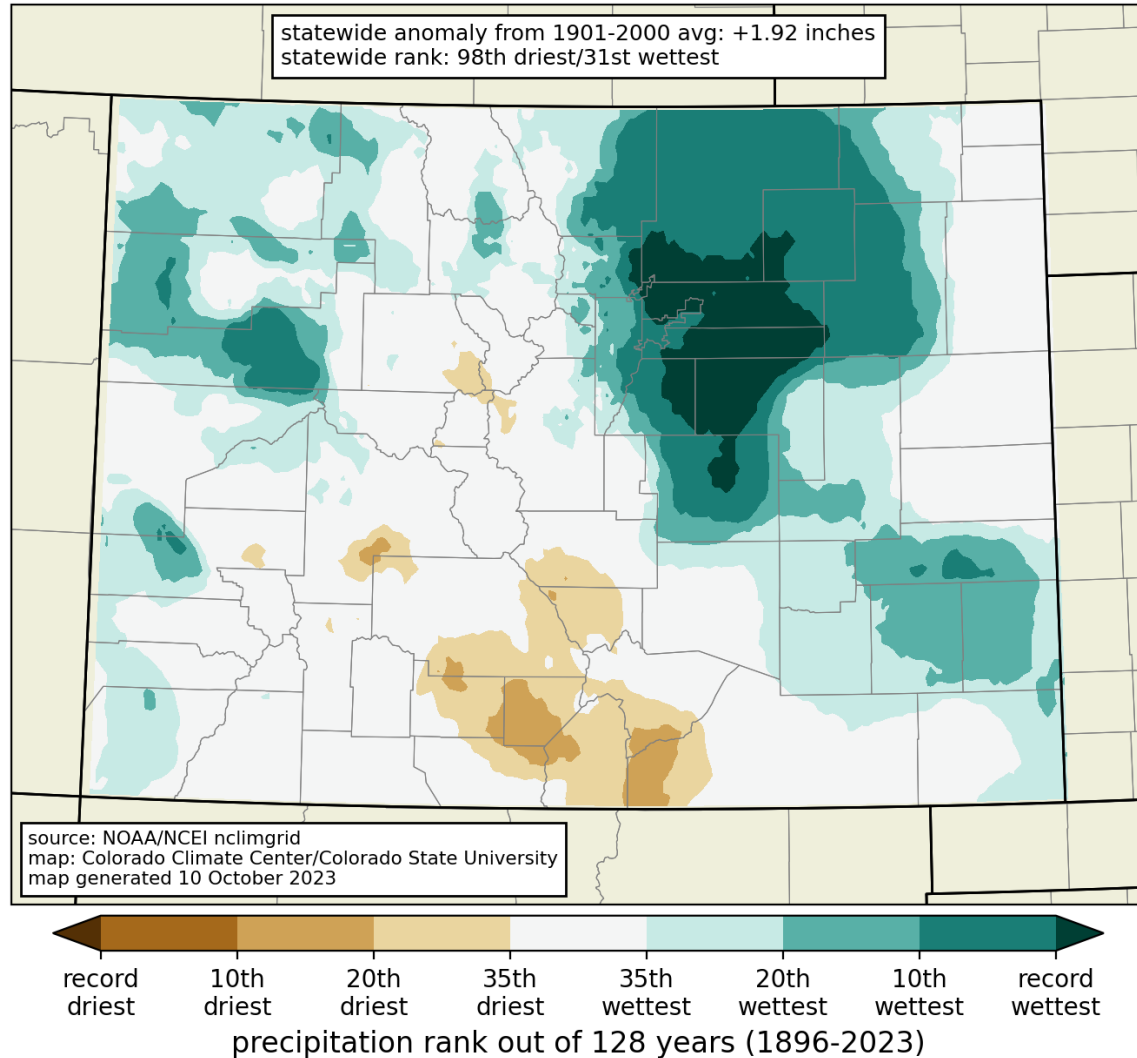 statewide anomaly from 1901-2000 avg: +1.92 inches
statewide rank: 98th driest/31st wettest
source: NOAA/NCEI nclimgrid
map: Colorado Climate Center/Colorado State University
map generated 10 October 2023
record driest
10th driest
20th driest
35th driest
35th wettest
20th wettest
10th wettest
record wettest
precipitation rank out of 128 years (1896-2023)